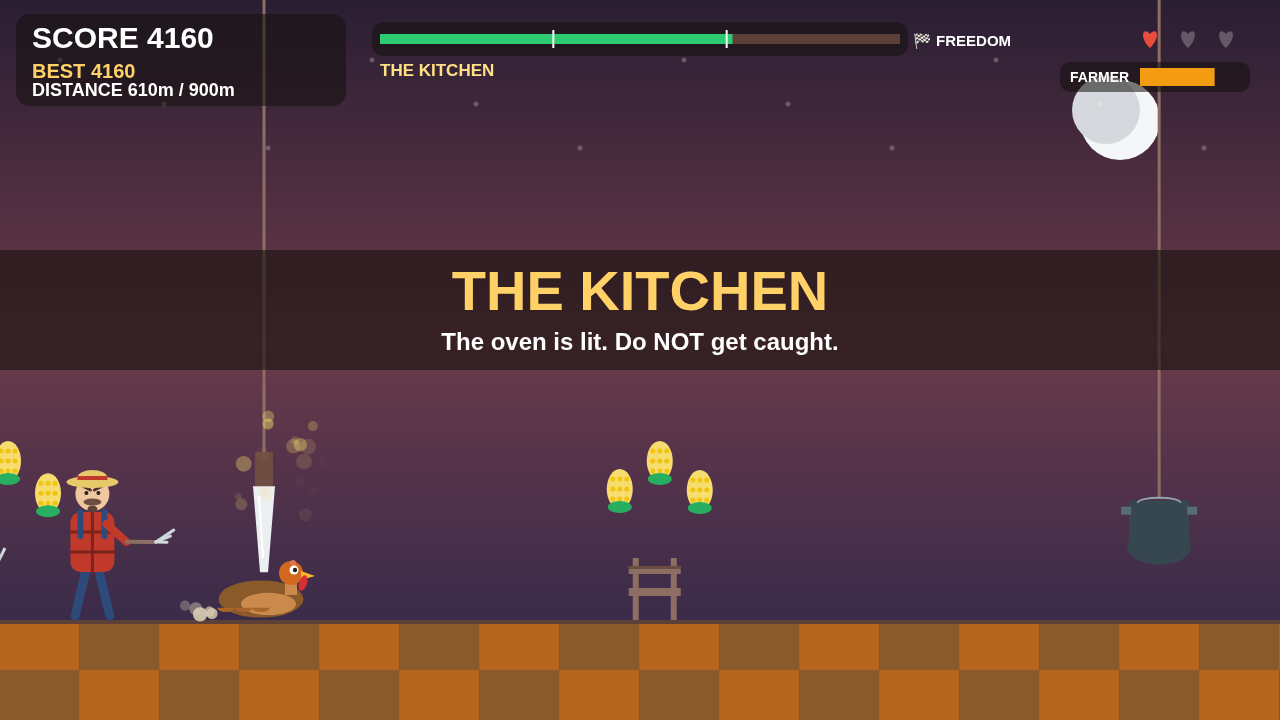 SCORE 4160
BEST 4160
DISTANCE 610m / 900m
THE KITCHEN
FREEDOM
FARMER
THE KITCHEN
The oven is lit. Do NOT get caught.